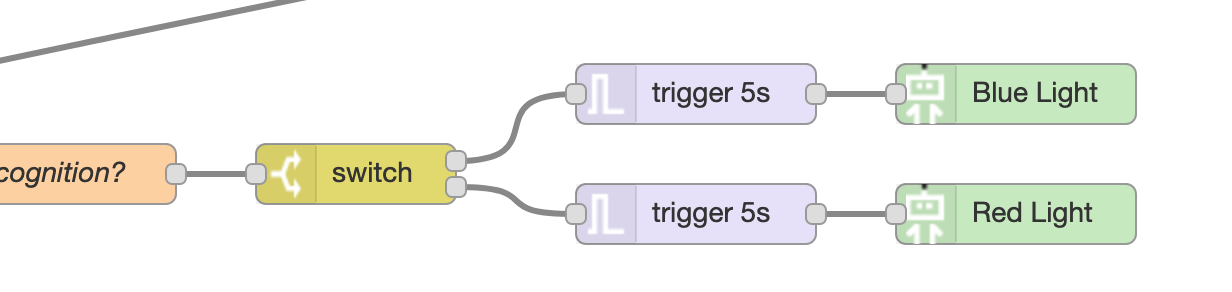 trigger 5s
Blue Light
cognition?
switch
trigger 5s
Red Light